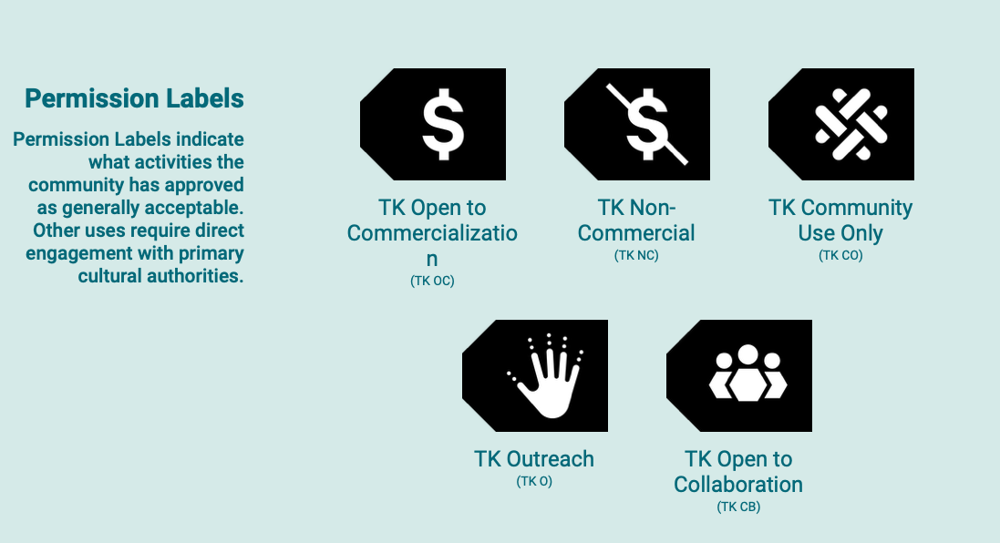 Permission Labels
Permission Labels indicate
what activities the
community has approved
as generally acceptable.
Other uses require direct
engagement with primary
cultural authorities.
$
TK Open to
Commercializatio
n
(TK OC)
$
TK Non-
Commercial
(TK NC)
TK Community
Use Only
(TK CO)
TK Outreach
(TK O)
TK Open to
Collaboration
(TK CB)